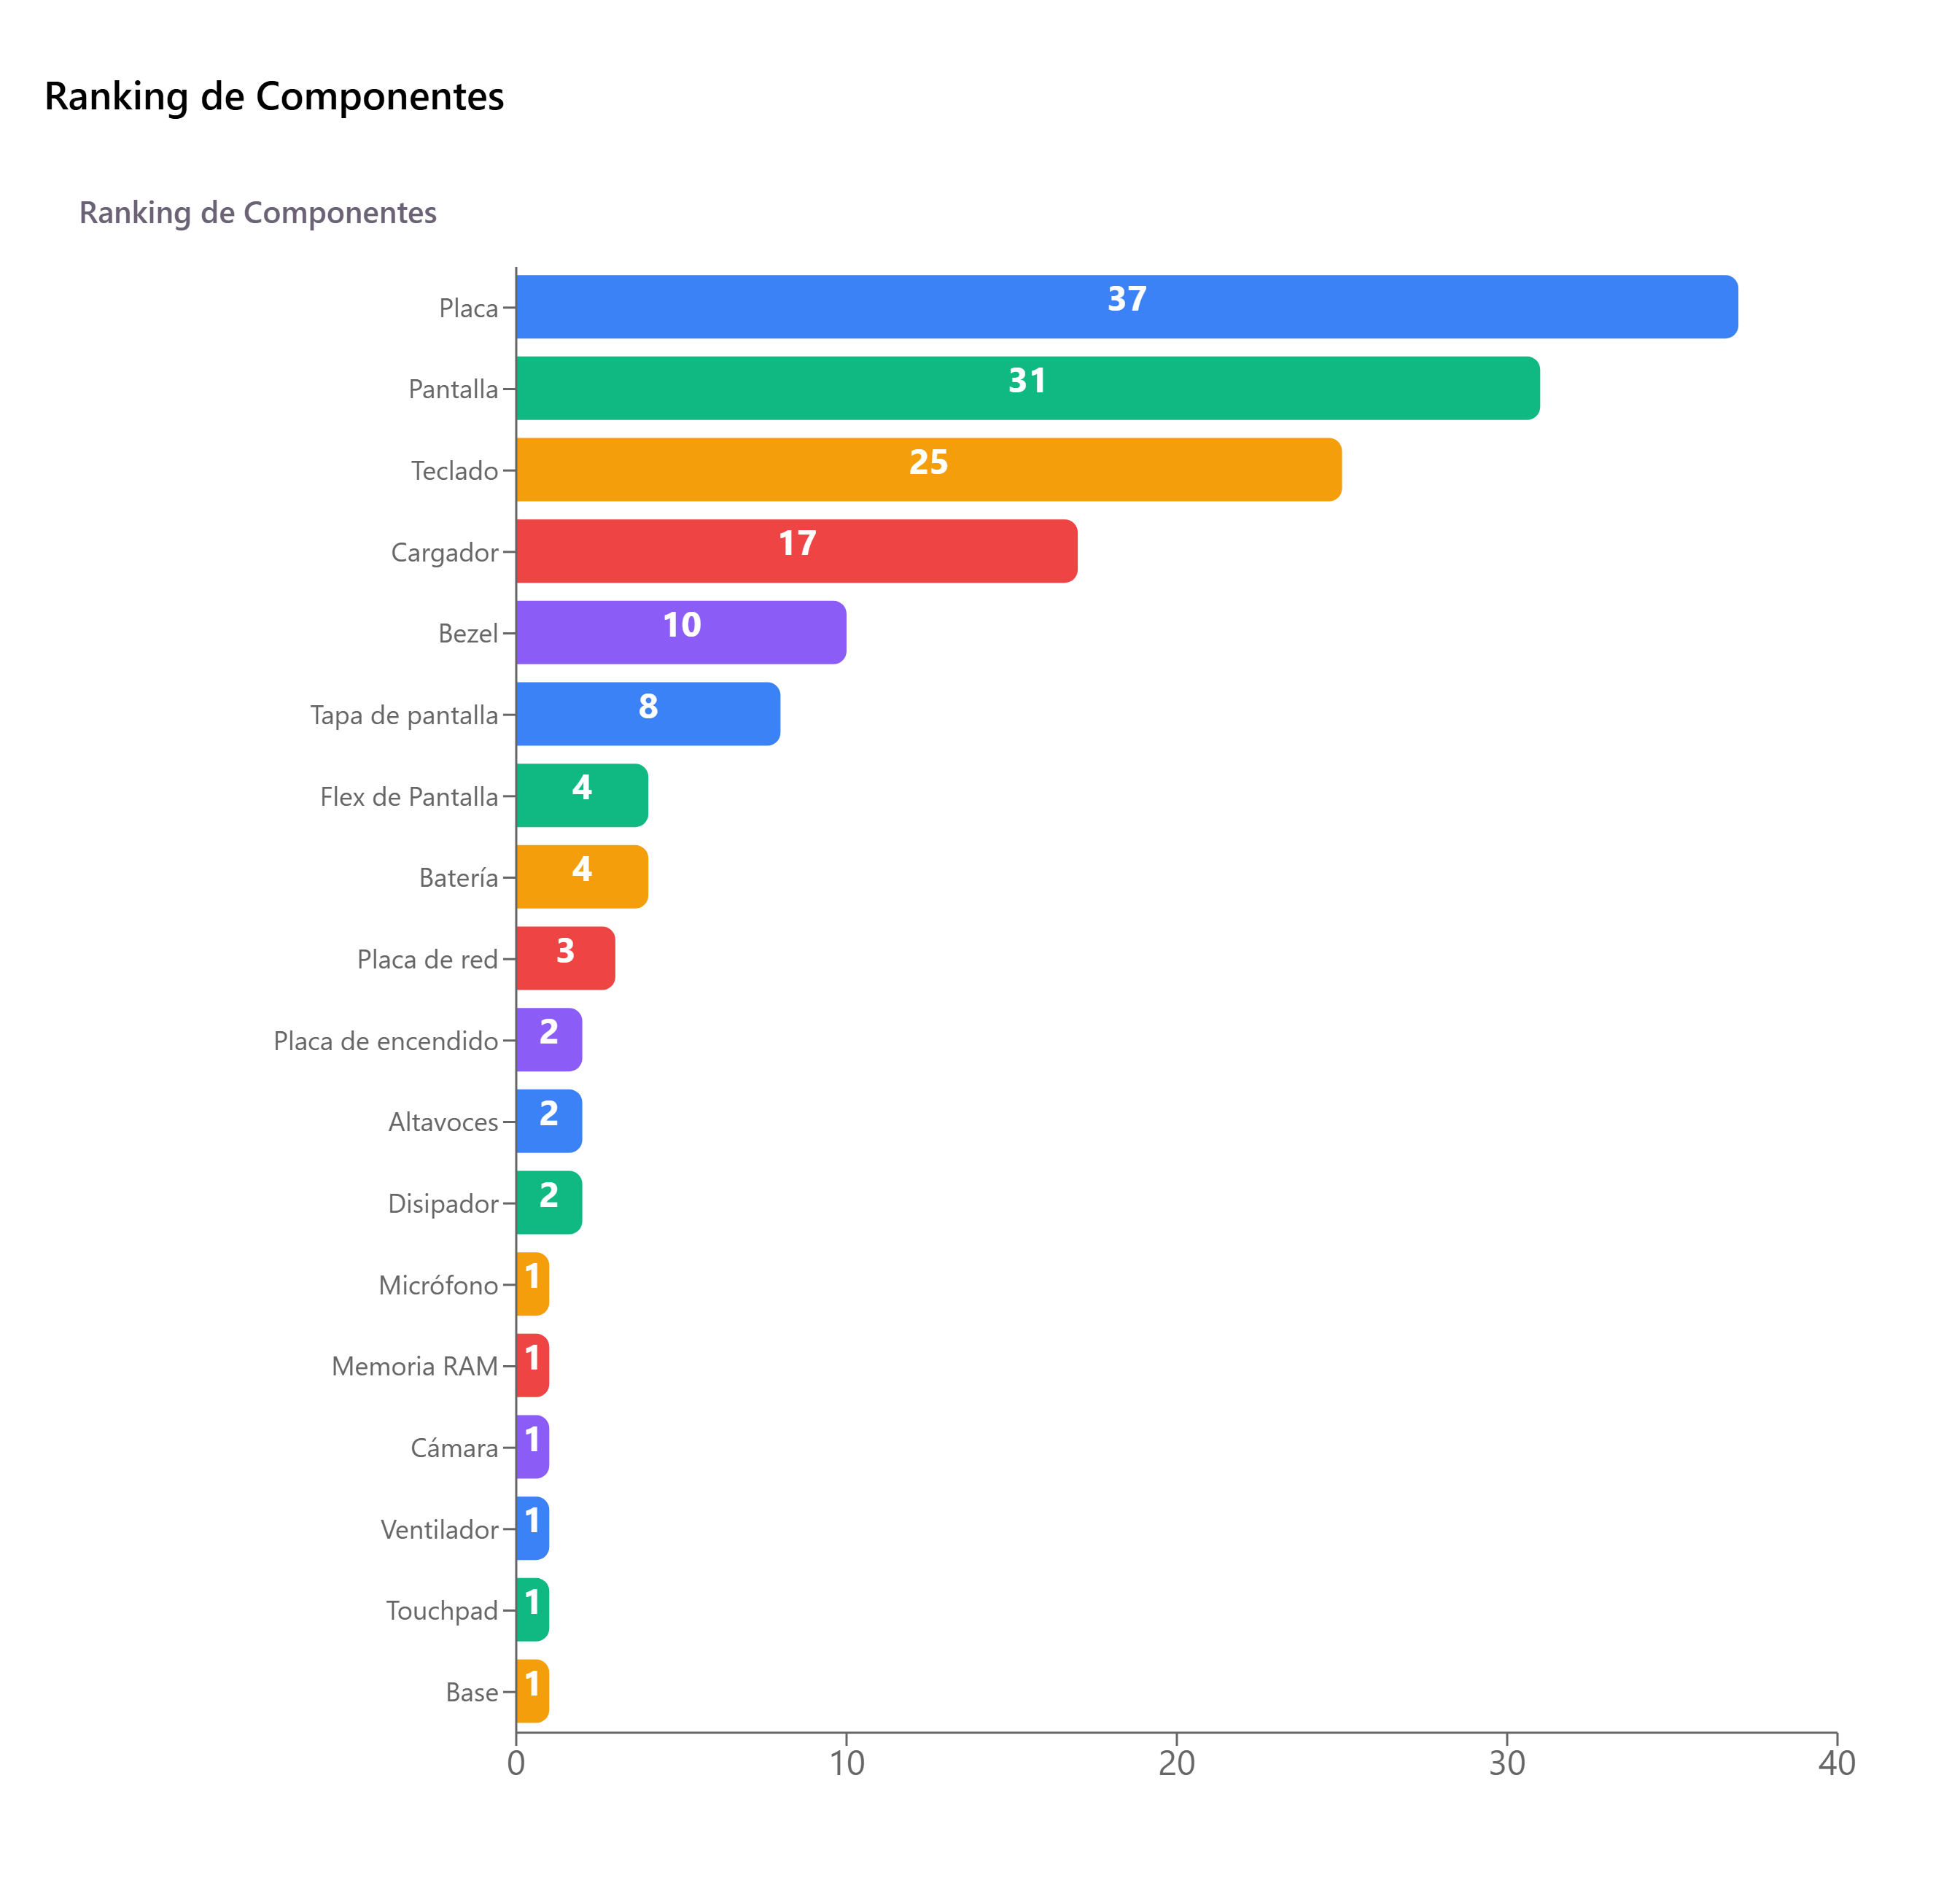 Ranking de Componentes
Ranking de Componentes
Placa 37
Pantalla 31
Teclado 25
Cargador 17
Bezel 10
Tapa de pantalla 8
Flex de Pantalla 4
Batería 4
Placa de red 3
Placa de encendido 2
Altavoces 2
Disipador 2
Micrófono 1
Memoria RAM 1
Cámara 1
Ventilador 1
Touchpad 1
Base 1
0 10 20 30 40